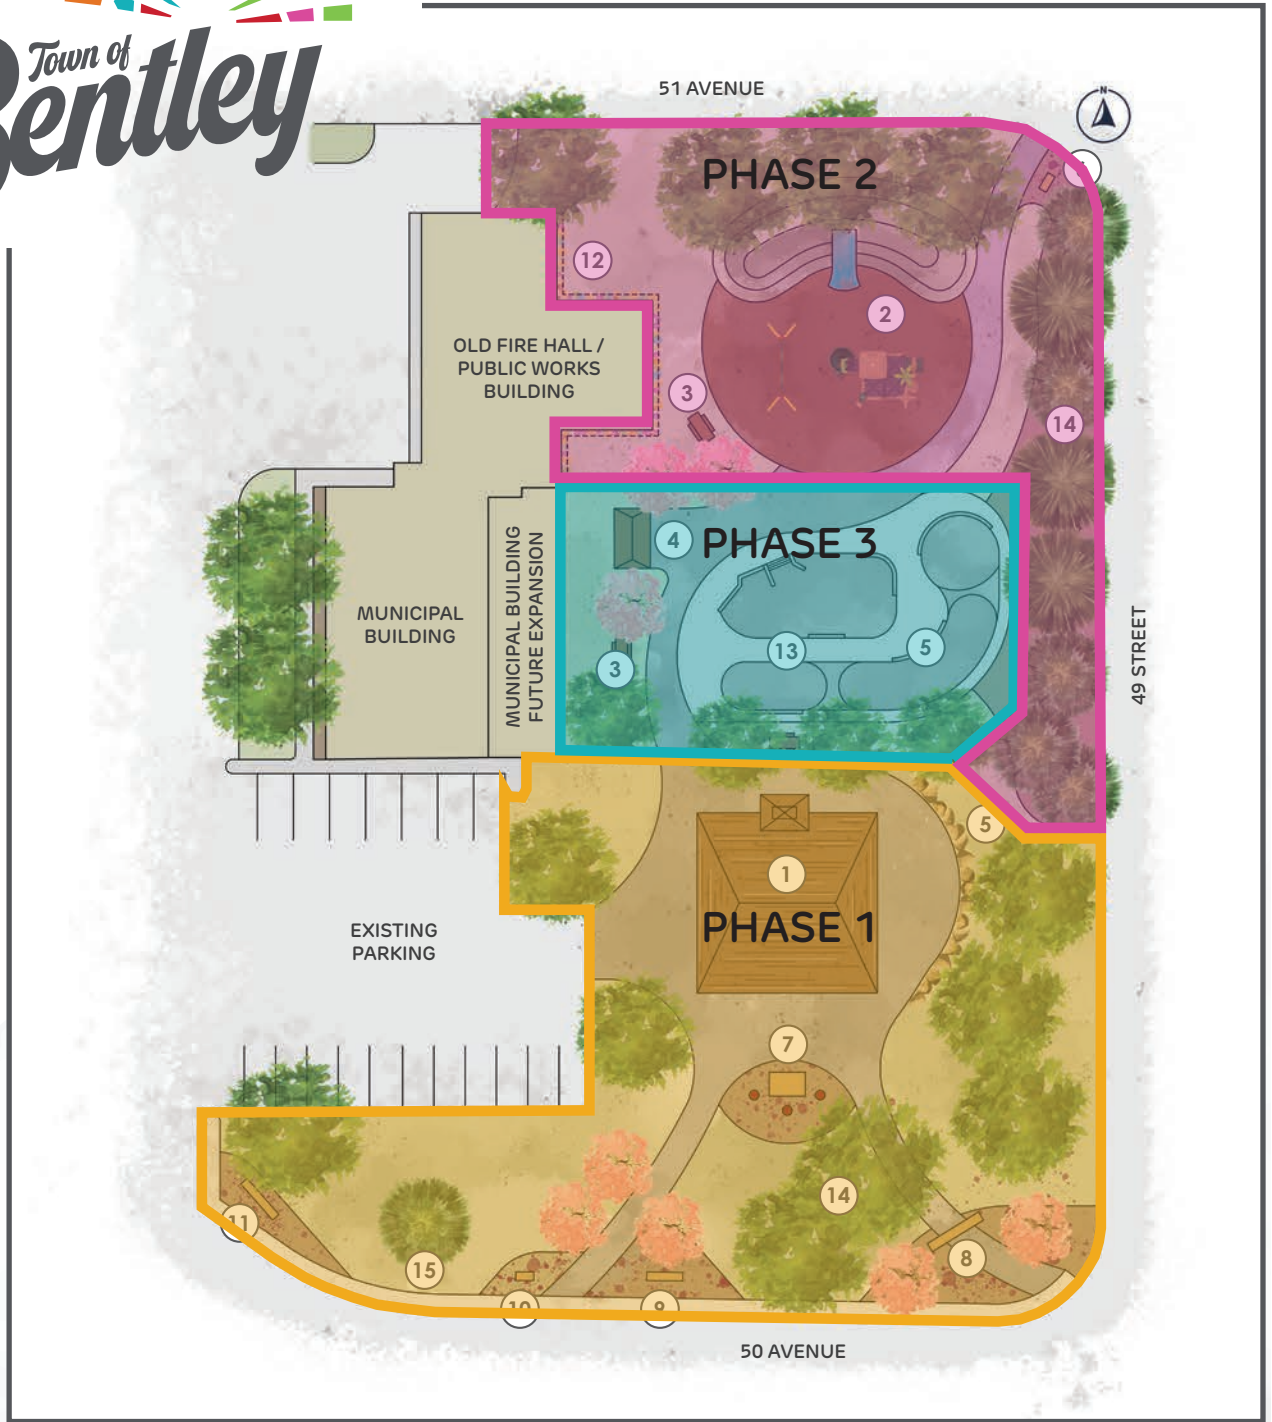 Town of
Bentley
51 AVENUE
N
PHASE 2
12
2
OLD FIRE HALL /
PUBLIC WORKS
BUILDING
3
14
4
PHASE 3
MUNICIPAL BUILDING
FUTURE EXPANSION
MUNICIPAL
BUILDING
13
5
3
49 STREET
5
1
PHASE 1
EXISTING
PARKING
7
14
11
8
15
10
9
50 AVENUE